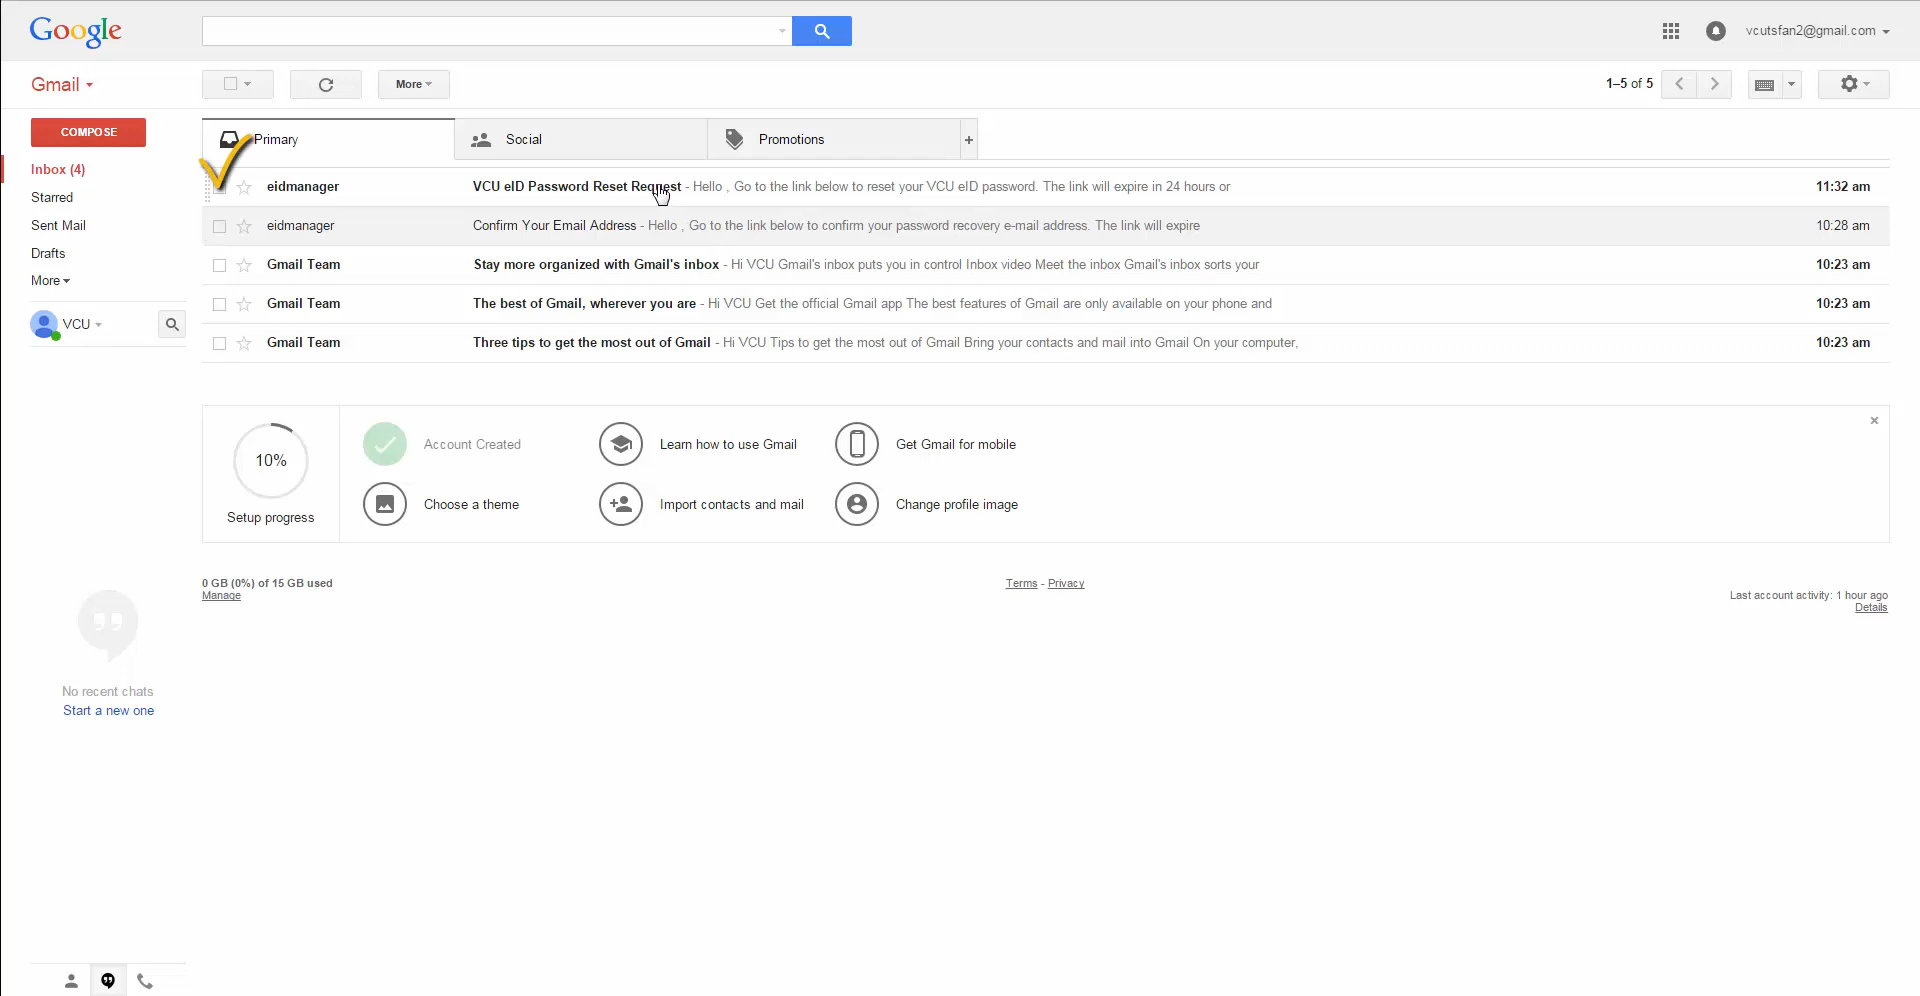 Google
vcutsfan2@gmail.com
Gmail
More
1–5 of 5
COMPOSE
Primary
Social
Promotions
+
Inbox (4)
Starred
Sent Mail
Drafts
More
VCU
eidmanager VCU eID Password Reset Request - Hello , Go to the link below to reset your VCU eID password. The link will expire in 24 hours or 11:32 am
eidmanager Confirm Your Email Address - Hello , Go to the link below to confirm your password recovery e-mail address. The link will expire 10:28 am
Gmail Team Stay more organized with Gmail's inbox - Hi VCU Gmail's inbox puts you in control Inbox video Meet the inbox Gmail's inbox sorts your 10:23 am
Gmail Team The best of Gmail, wherever you are - Hi VCU Get the official Gmail app The best features of Gmail are only available on your phone and 10:23 am
Gmail Team Three tips to get the most out of Gmail - Hi VCU Tips to get the most out of Gmail Bring your contacts and mail into Gmail On your computer, 10:23 am
10%
Setup progress
Account Created
Learn how to use Gmail
Get Gmail for mobile
Choose a theme
Import contacts and mail
Change profile image
0 GB (0%) of 15 GB used
Manage
Terms - Privacy
Last account activity: 1 hour ago
Details
No recent chats
Start a new one